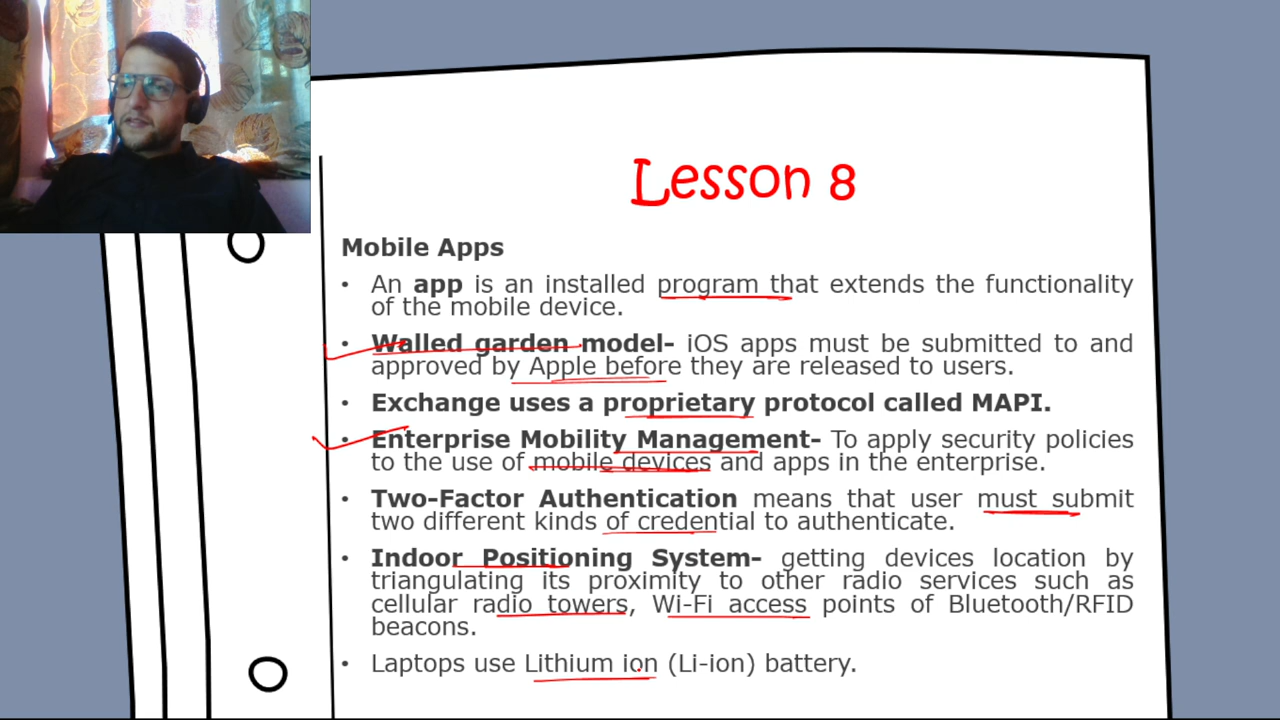 Lesson 8
Mobile Apps
• An app is an installed program that extends the functionality
of the mobile device.
• Walled garden model- iOS apps must be submitted to and
approved by Apple before they are released to users.
• Exchange uses a proprietary protocol called MAPI.
• Enterprise Mobility Management- To apply security policies
to the use of mobile devices and apps in the enterprise.
• Two-Factor Authentication means that user must submit
two different kinds of credential to authenticate.
• Indoor Positioning System- getting devices location by
triangulating its proximity to other radio services such as
cellular radio towers, Wi-Fi access points of Bluetooth/RFID
beacons.
• Laptops use Lithium ion (Li-ion) battery.